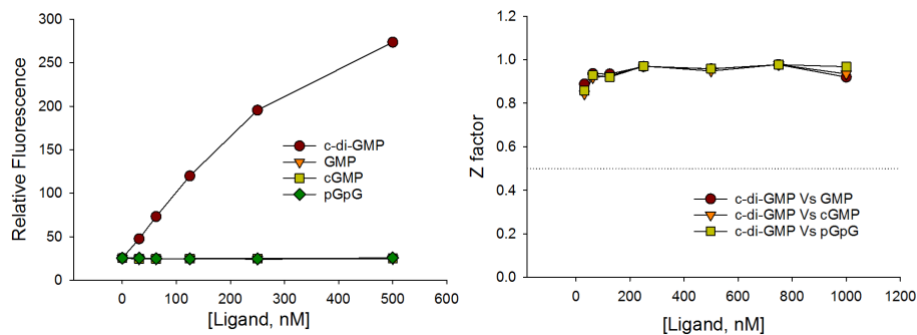 300
250
200
150
100
50
0
Relative Fluorescence
c-di-GMP
GMP
cGMP
pGpG
0 100 200 300 400 500 600
[Ligand, nM]
1.2
1.0
0.8
0.6
0.4
0.2
0.0
Z factor
c-di-GMP Vs GMP
c-di-GMP Vs cGMP
c-di-GMP Vs pGpG
0 200 400 600 800 1000 1200
[Ligand, nM]